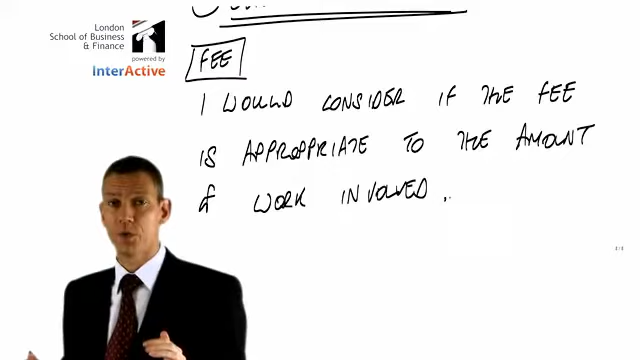 London
School of Business
& Finance
powered by
InterActive
FEE
I WOULD CONSIDER IF THE FEE
IS APPROPRIATE TO THE AMOUNT
OF WORK INVOLVED